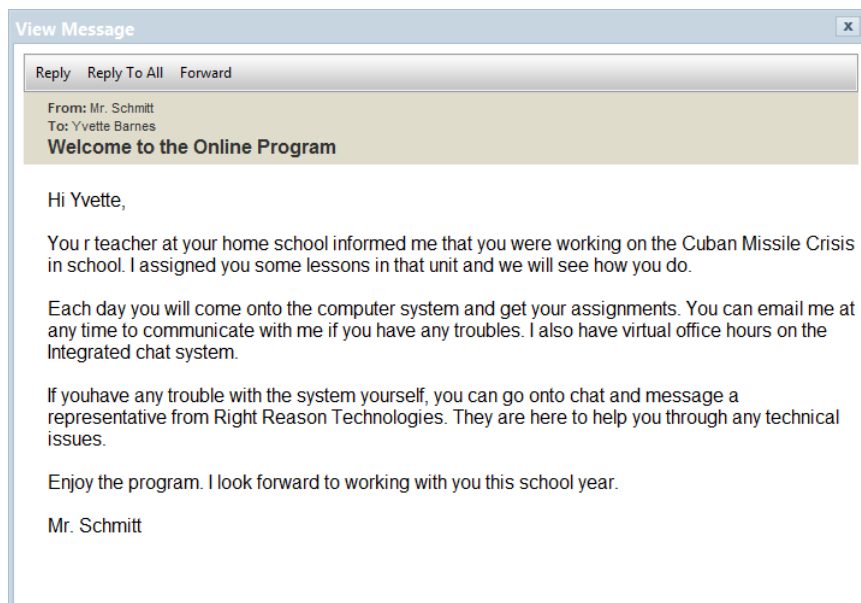 View Message
x
Reply Reply To All Forward
From: Mr. Schmitt
To: Yvette Barnes
Welcome to the Online Program
Hi Yvette,
You r teacher at your home school informed me that you were working on the Cuban Missile Crisis
in school. I assigned you some lessons in that unit and we will see how you do.
Each day you will come onto the computer system and get your assignments. You can email me at
any time to communicate with me if you have any troubles. I also have virtual office hours on the
Integrated chat system.
If youhave any trouble with the system yourself, you can go onto chat and message a
representative from Right Reason Technologies. They are here to help you through any technical
issues.
Enjoy the program. I look forward to working with you this school year.
Mr. Schmitt